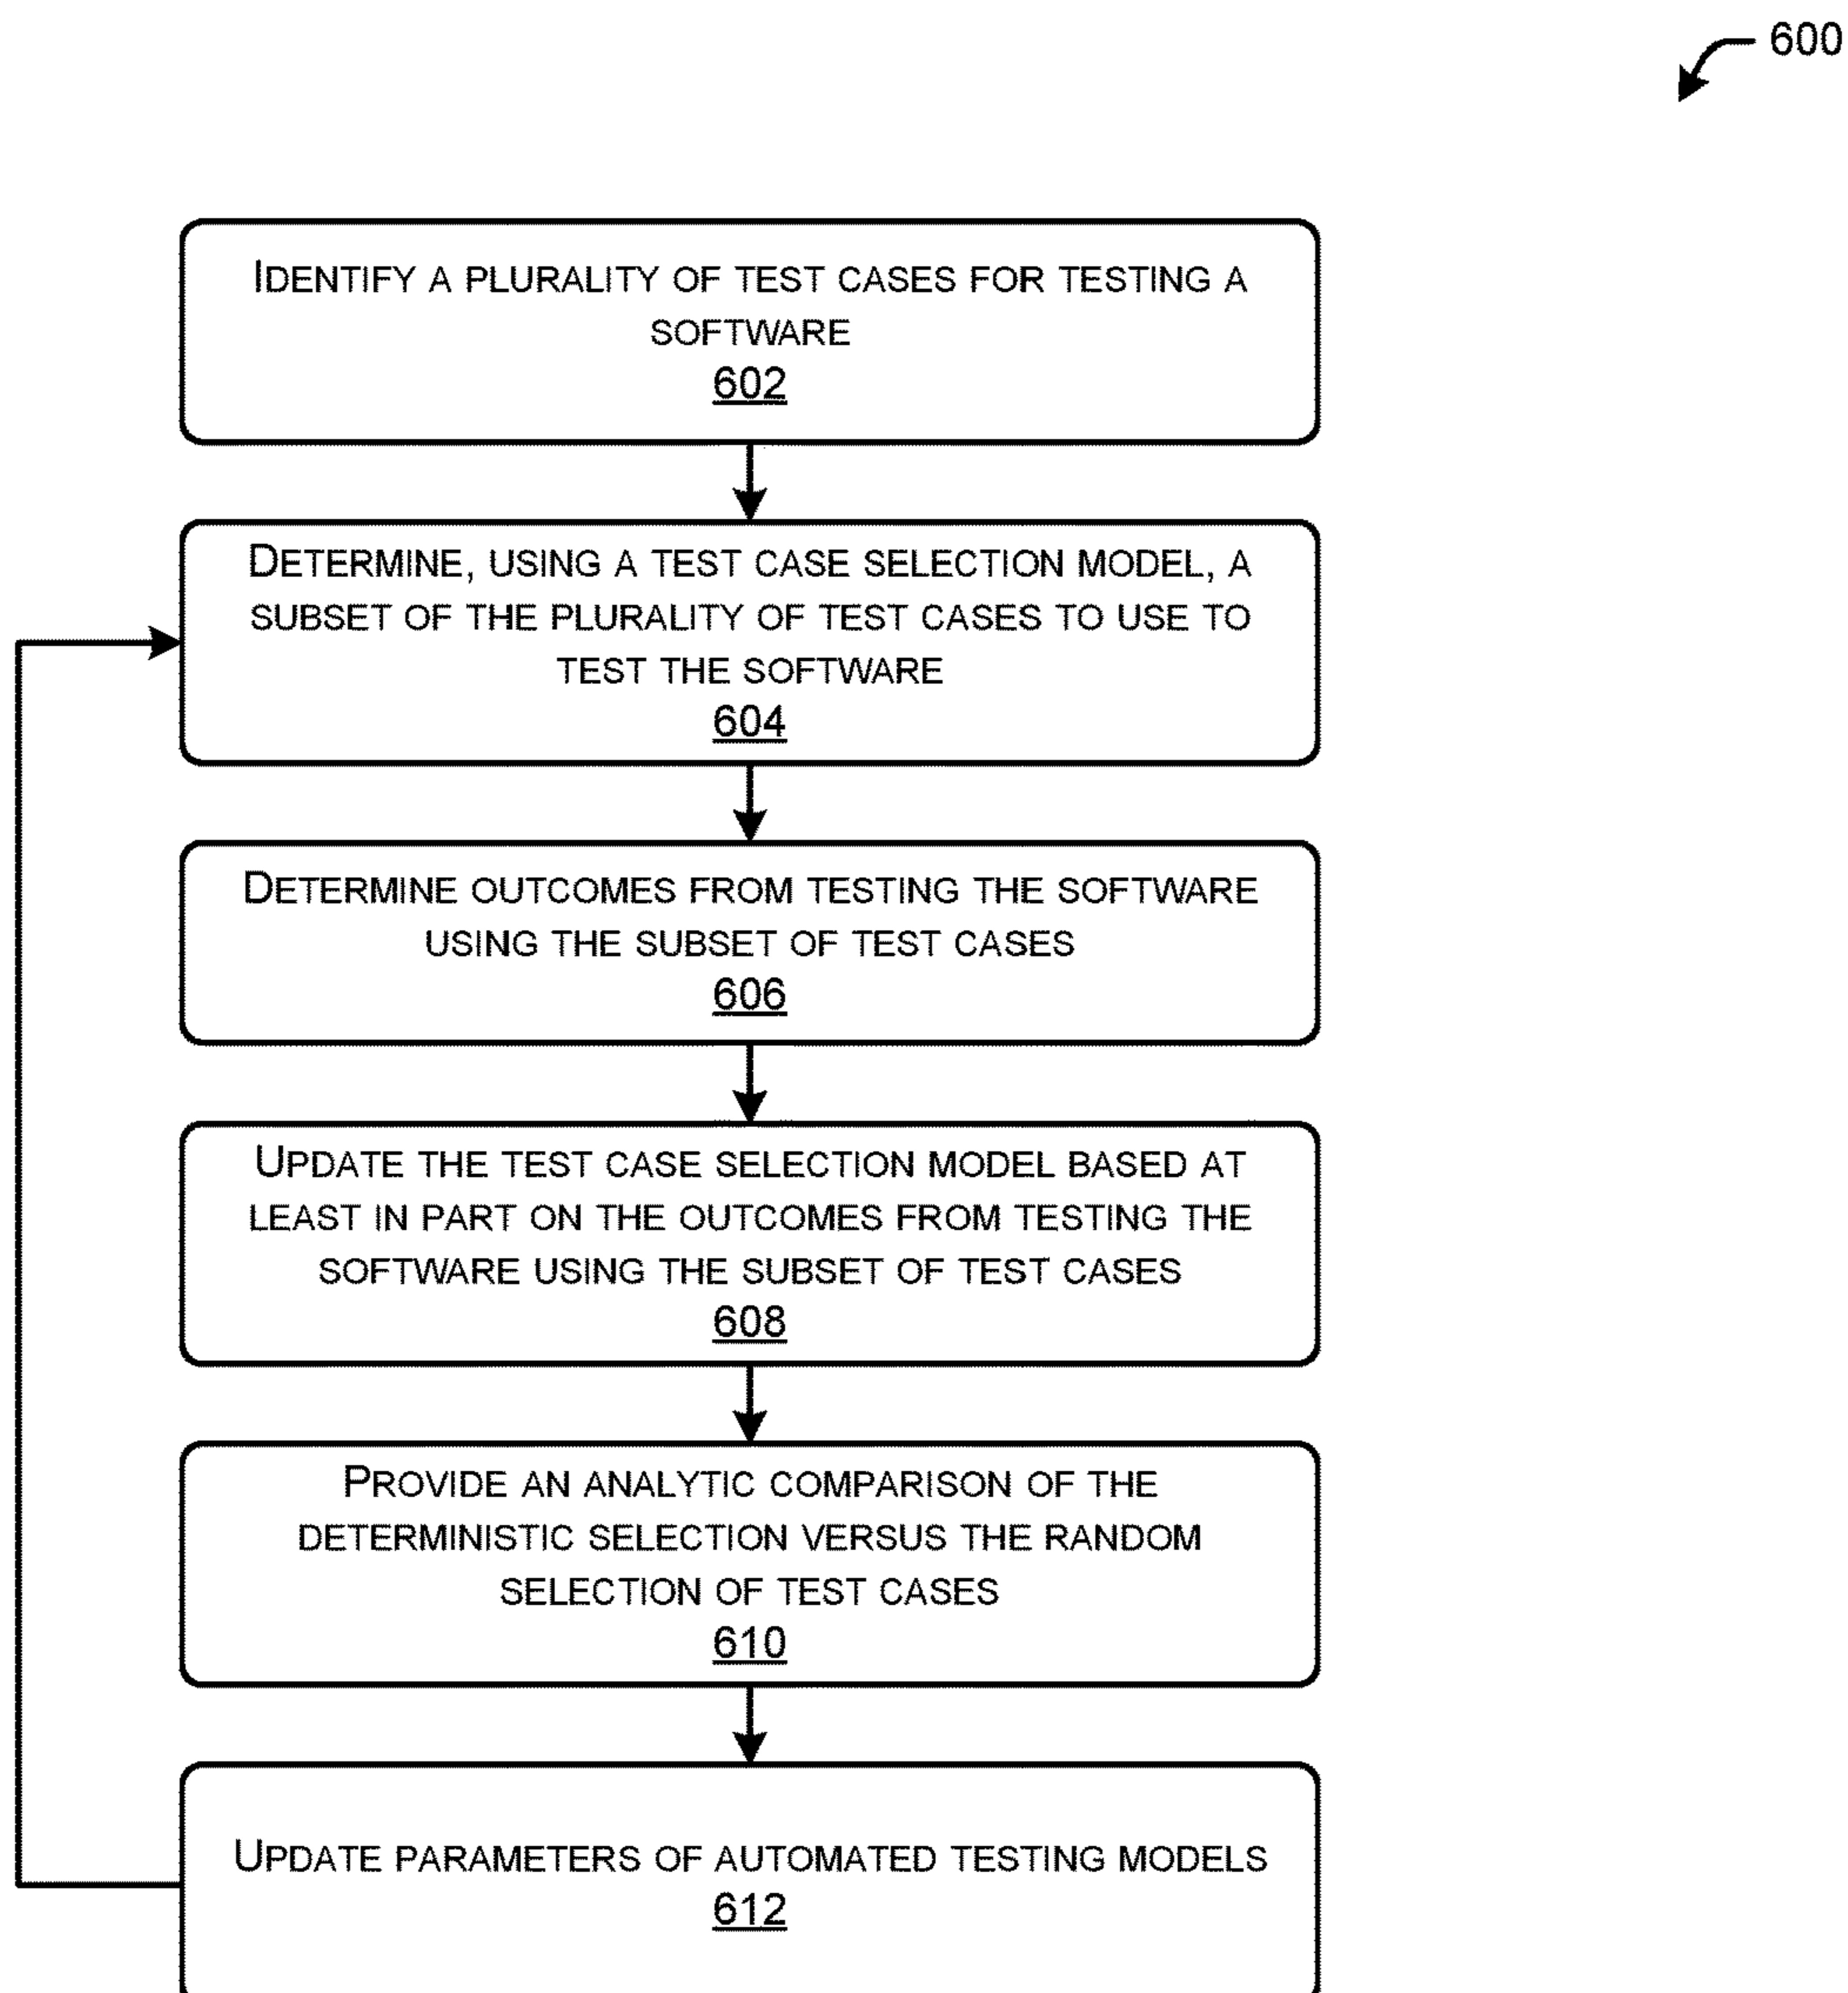 600
IDENTIFY A PLURALITY OF TEST CASES FOR TESTING A
SOFTWARE
602
DETERMINE, USING A TEST CASE SELECTION MODEL, A
SUBSET OF THE PLURALITY OF TEST CASES TO USE TO
TEST THE SOFTWARE
604
DETERMINE OUTCOMES FROM TESTING THE SOFTWARE
USING THE SUBSET OF TEST CASES
606
UPDATE THE TEST CASE SELECTION MODEL BASED AT
LEAST IN PART ON THE OUTCOMES FROM TESTING THE
SOFTWARE USING THE SUBSET OF TEST CASES
608
PROVIDE AN ANALYTIC COMPARISON OF THE
DETERMINISTIC SELECTION VERSUS THE RANDOM
SELECTION OF TEST CASES
610
UPDATE PARAMETERS OF AUTOMATED TESTING MODELS
612